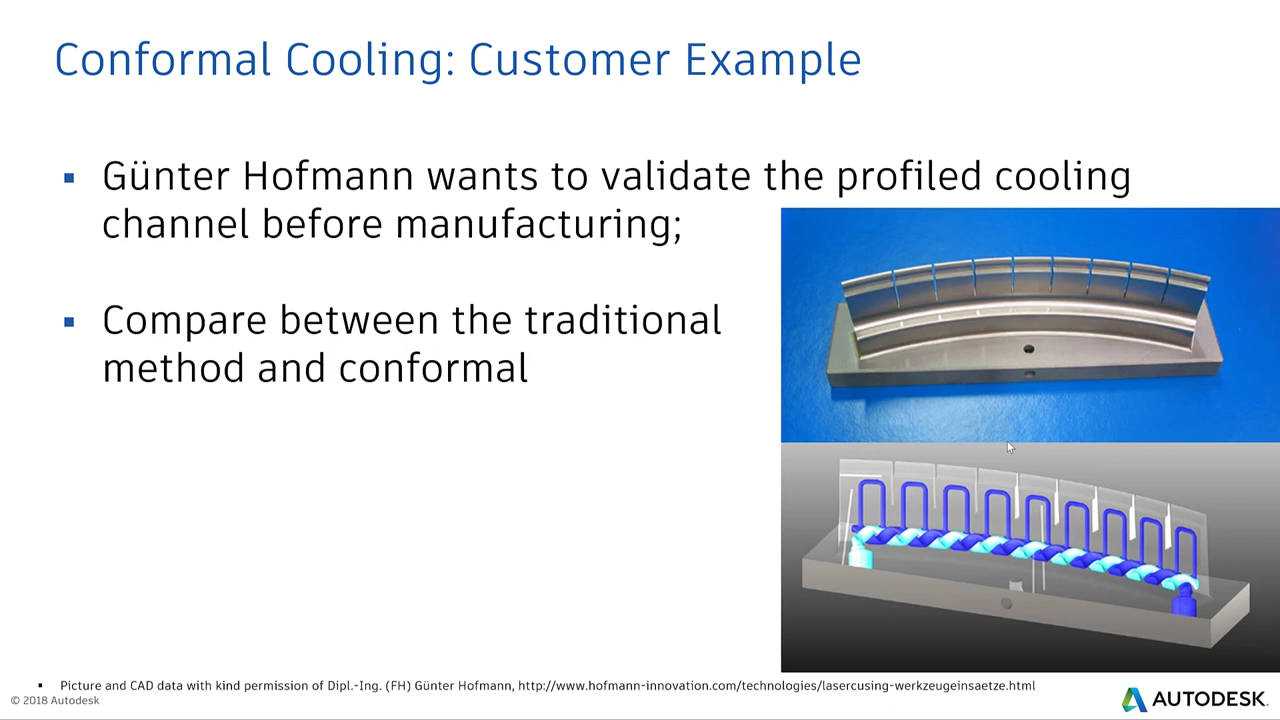 Conformal Cooling: Customer Example
▪ Günter Hofmann wants to validate the profiled cooling
channel before manufacturing;
▪ Compare between the traditional
method and conformal
▪ Picture and CAD data with kind permission of Dipl.-Ing. (FH) Günter Hofmann, http://www.hofmann-innovation.com/technologies/lasercusing-werkzeugeinsaetze.html
© 2018 Autodesk
AUTODESK.